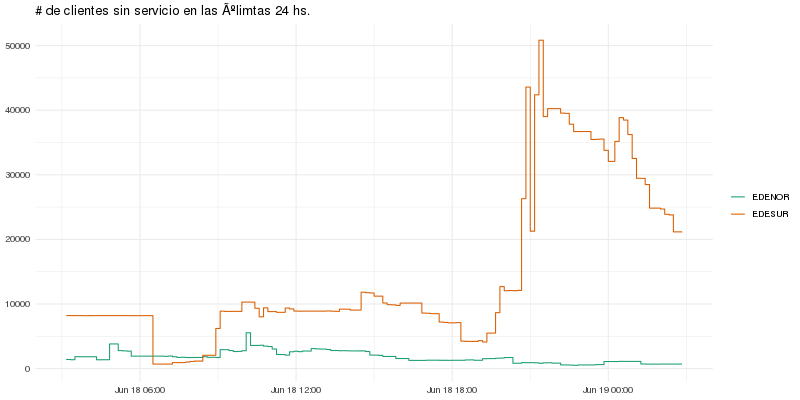 # de clientes sin servicio en las Ãºlimtas 24 hs.
50000
40000
30000
20000
10000
0
Jun 18 06:00
Jun 18 12:00
Jun 18 18:00
Jun 19 00:00
EDENOR
EDESUR